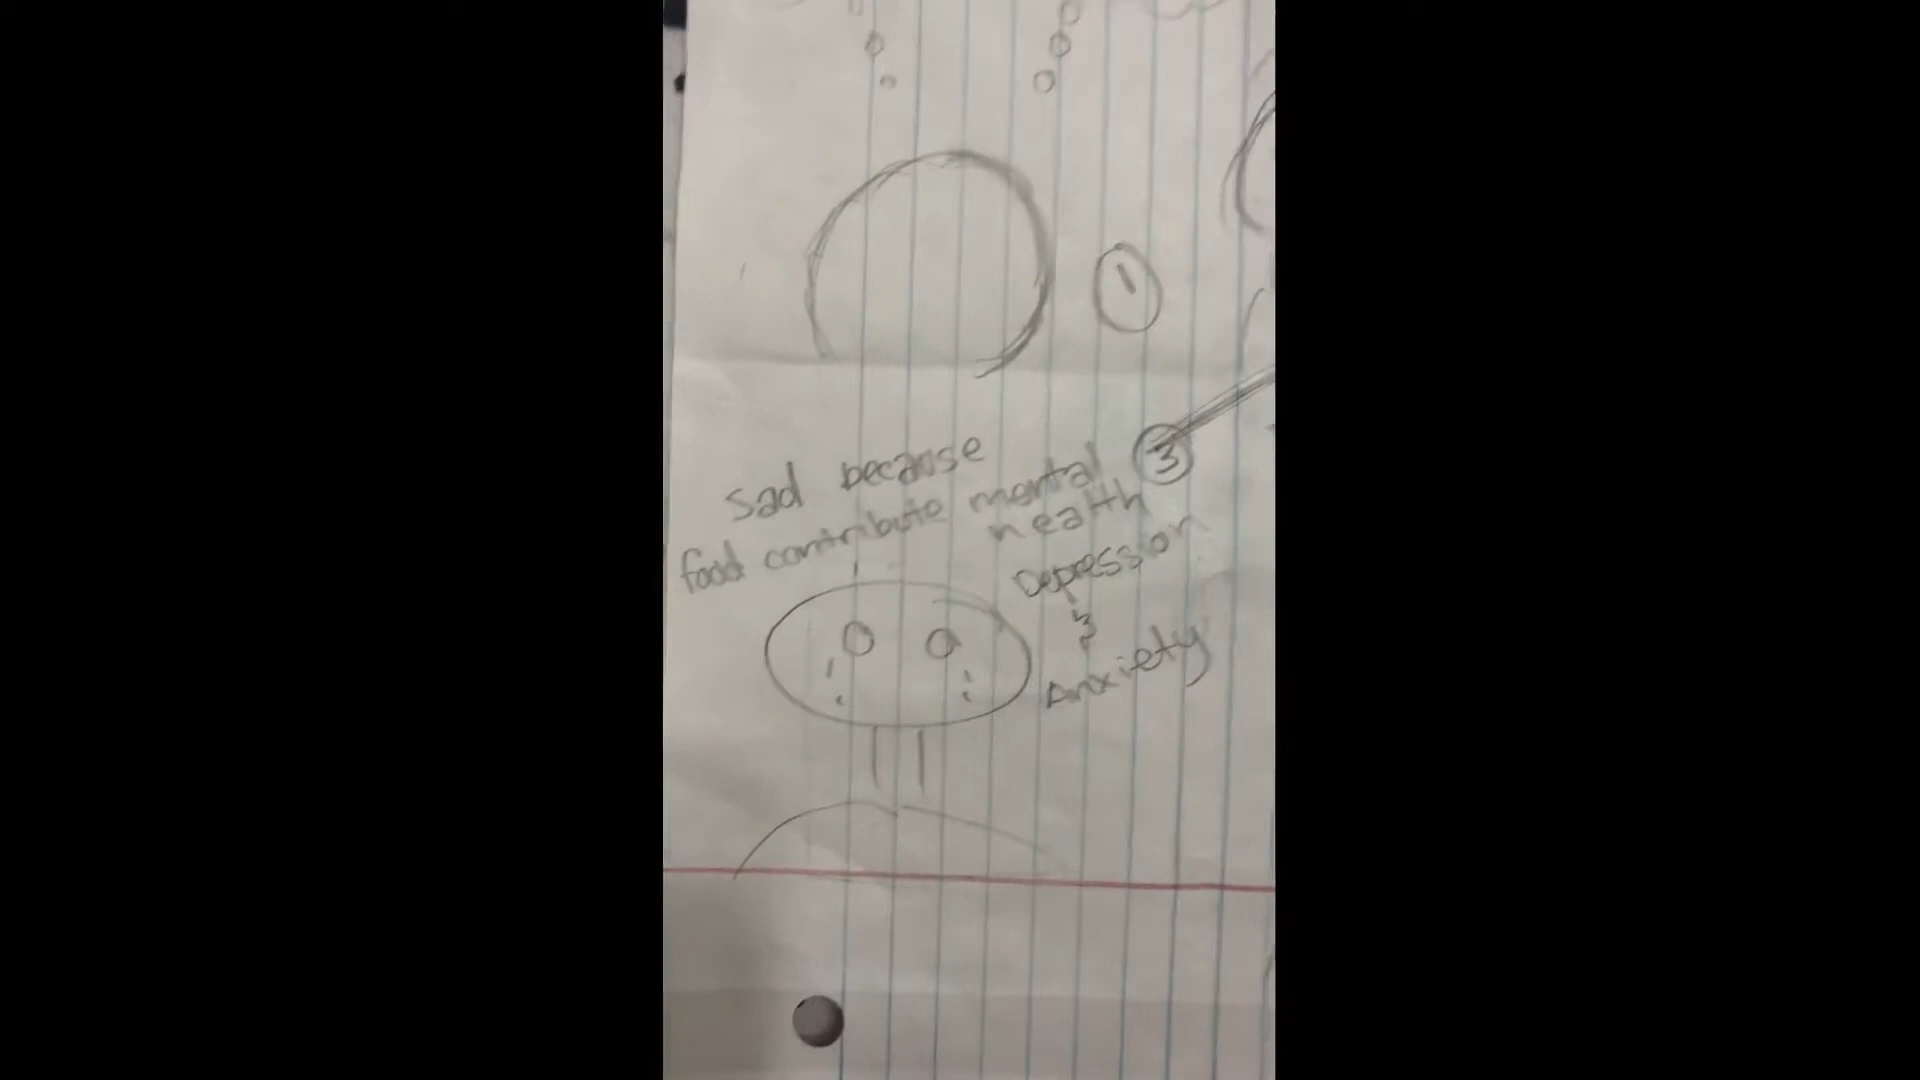 1
3
Sad because
food contribute mental
health
Depression
&
Anxiety